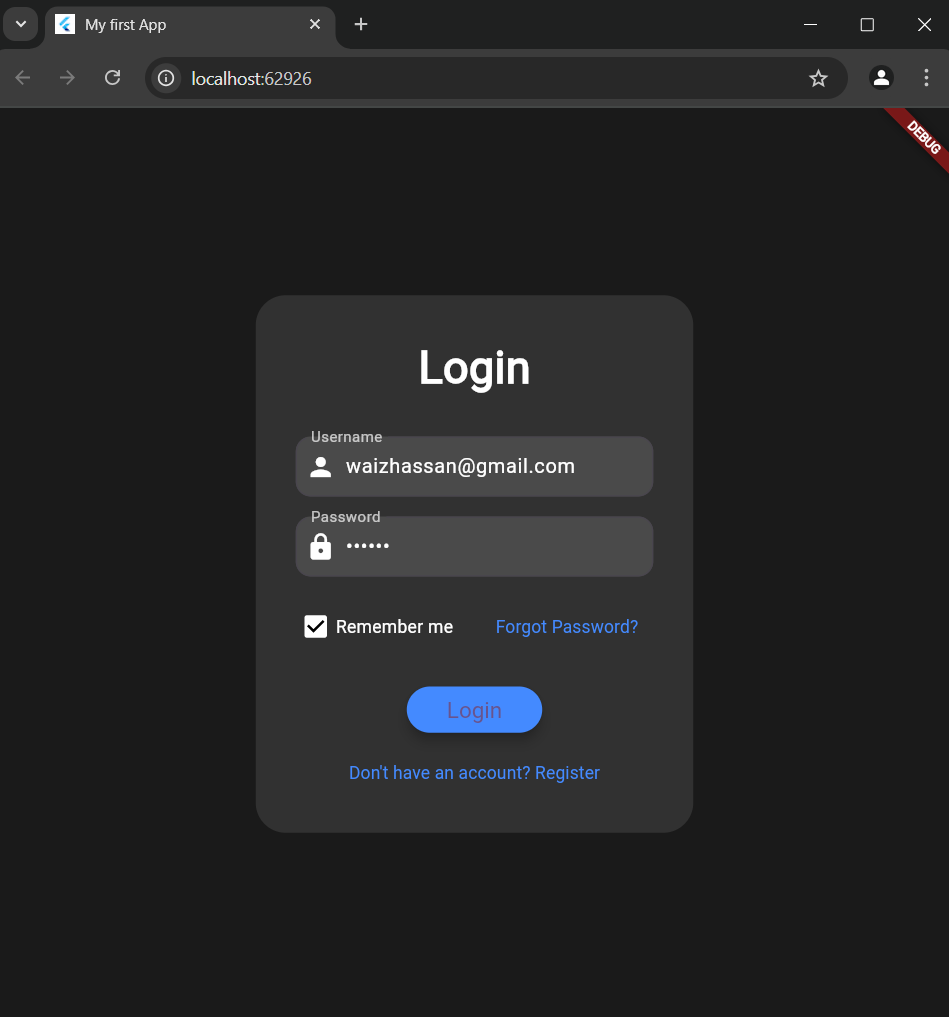 My first App
localhost:62926
DEBUG
Login
Username
waizhassan@gmail.com
Password
••••••
Remember me
Forgot Password?
Login
Don't have an account? Register